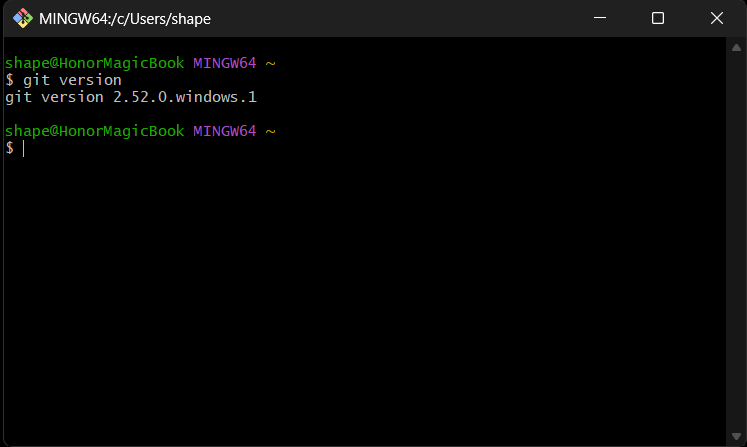 MINGW64:/c/Users/shape
shape@HonorMagicBook MINGW64 ~
$ git version
git version 2.52.0.windows.1
shape@HonorMagicBook MINGW64 ~
$